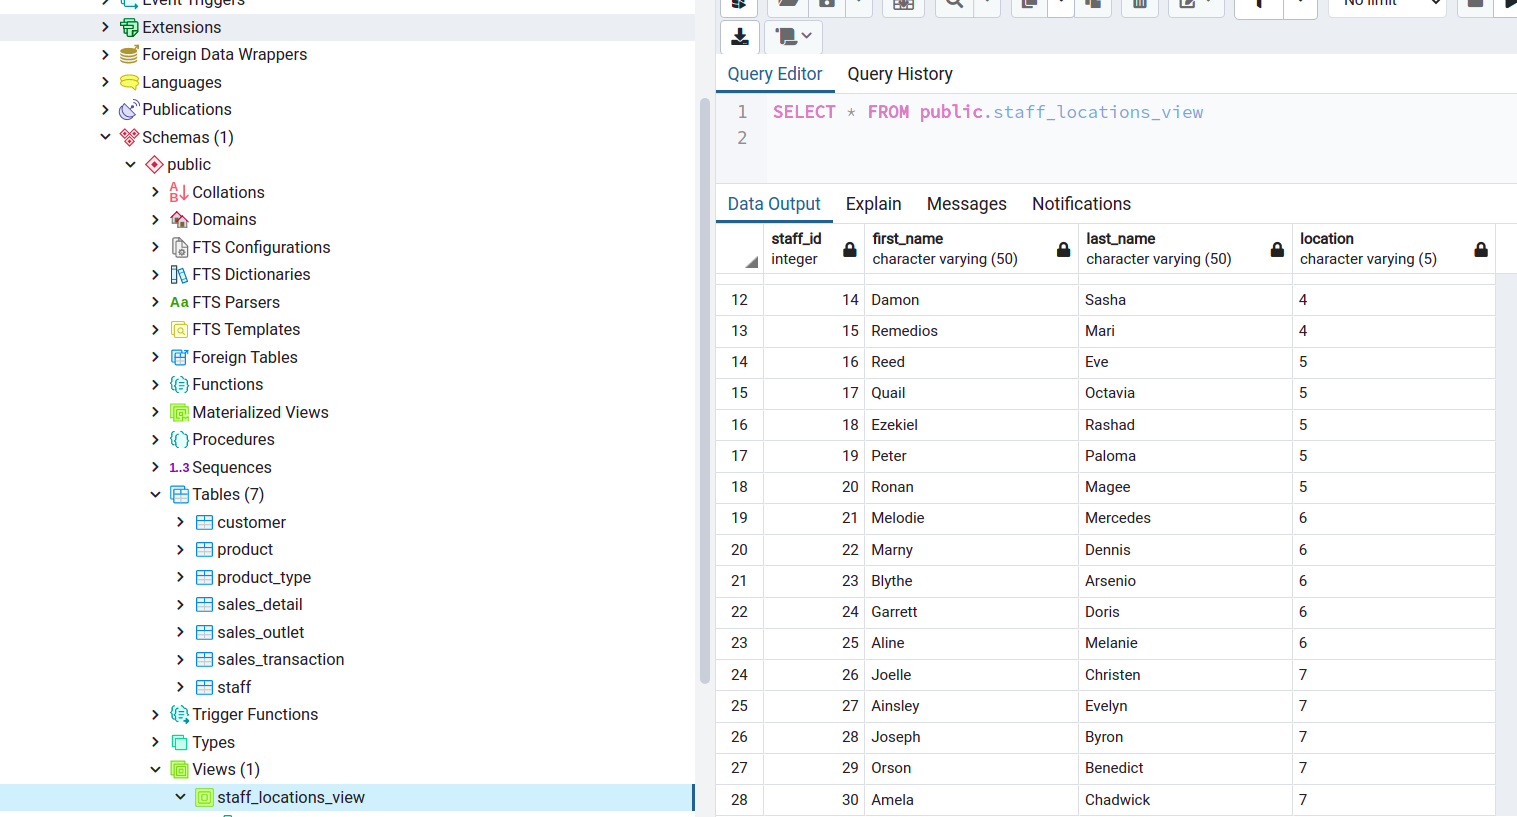 Event Triggers
Extensions
Foreign Data Wrappers
Languages
Publications
Schemas (1)
public
Collations
Domains
FTS Configurations
FTS Dictionaries
Aa FTS Parsers
FTS Templates
Foreign Tables
Functions
Materialized Views
Procedures
1..3 Sequences
Tables (7)
customer
product
product_type
sales_detail
sales_outlet
sales_transaction
staff
Trigger Functions
Types
Views (1)
staff_locations_view
No limit
Query Editor Query History
1 SELECT * FROM public.staff_locations_view
2
Data Output Explain Messages Notifications
staff_id first_name last_name location
integer character varying (50) character varying (50) character varying (5)
12 14 Damon Sasha 4
13 15 Remedios Mari 4
14 16 Reed Eve 5
15 17 Quail Octavia 5
16 18 Ezekiel Rashad 5
17 19 Peter Paloma 5
18 20 Ronan Magee 5
19 21 Melodie Mercedes 6
20 22 Marny Dennis 6
21 23 Blythe Arsenio 6
22 24 Garrett Doris 6
23 25 Aline Melanie 6
24 26 Joelle Christen 7
25 27 Ainsley Evelyn 7
26 28 Joseph Byron 7
27 29 Orson Benedict 7
28 30 Amela Chadwick 7